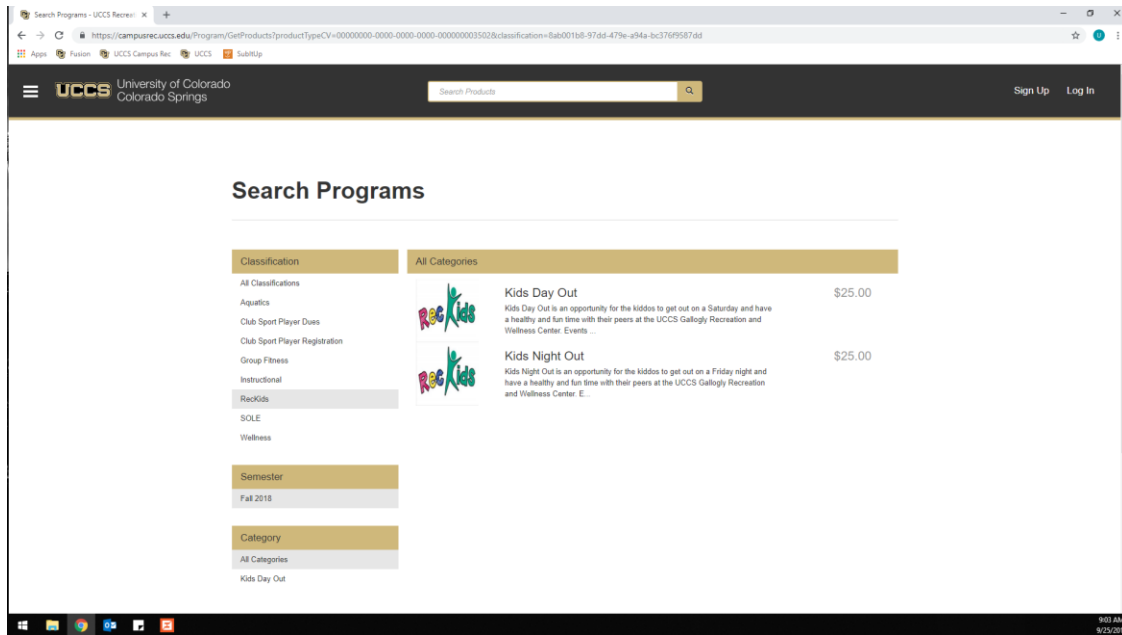 Search Programs - UCCS Recreat
https://campusrec.uccs.edu/Program/GetProducts?productTypeCV=00000000-0000-0000-0000-000000003502&classification=8ab001b8-97dd-479e-a94a-bc376f9587dd
Apps Fusion UCCS Campus Rec UCCS SubItUp
UCCS University of Colorado
Colorado Springs
Search Products
Sign Up Log In
Search Programs
Classification
All Classifications
Aquatics
Club Sport Player Dues
Club Sport Player Registration
Group Fitness
Instructional
RecKids
SOLE
Wellness
Semester
Fall 2018
Category
All Categories
Kids Day Out
All Categories
RecKids
Kids Day Out $25.00
Kids Day Out is an opportunity for the kiddos to get out on a Saturday and have
a healthy and fun time with their peers at the UCCS Gallogly Recreation and
Wellness Center. Events ...
RecKids
Kids Night Out $25.00
Kids Night Out is an opportunity for the kiddos to get out on a Friday night and
have a healthy and fun time with their peers at the UCCS Gallogly Recreation
and Wellness Center. E...
9:03 AM
9/25/20